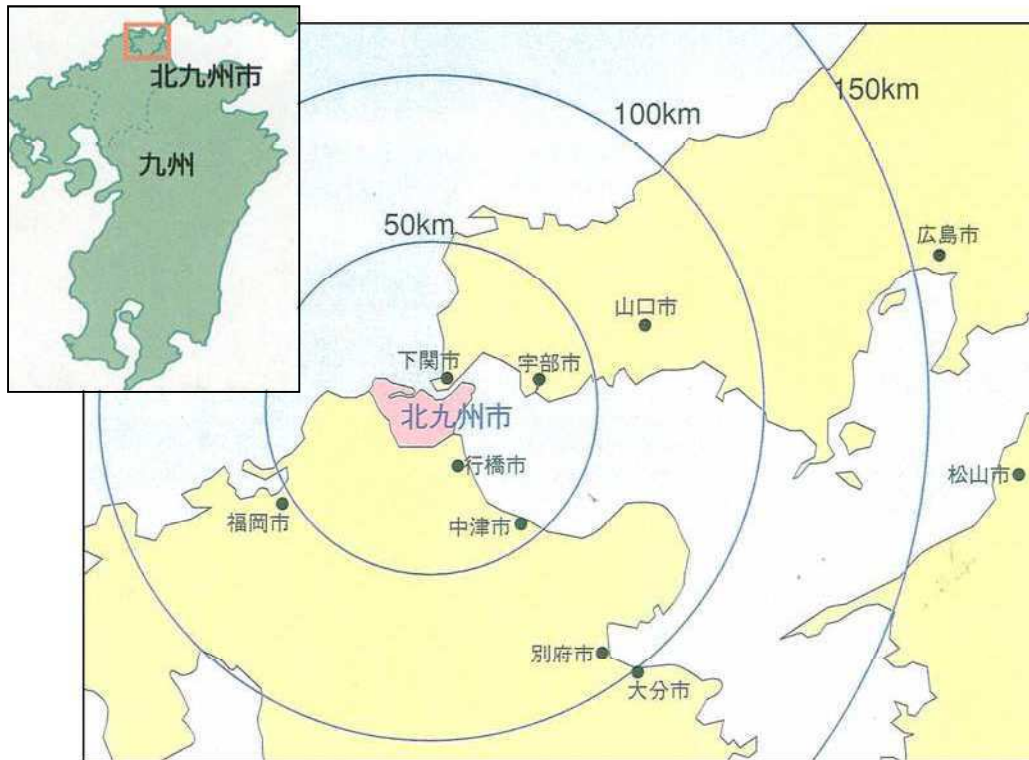 北九州市
九州
150km
100km
50km
広島市
山口市
下関市
宇部市
北九州市
行橋市
松山市
福岡市
中津市
別府市
大分市